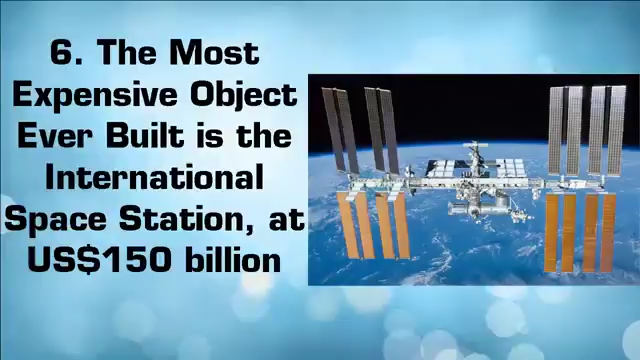 6. The Most
Expensive Object
Ever Built is the
International
Space Station, at
US$150 billion